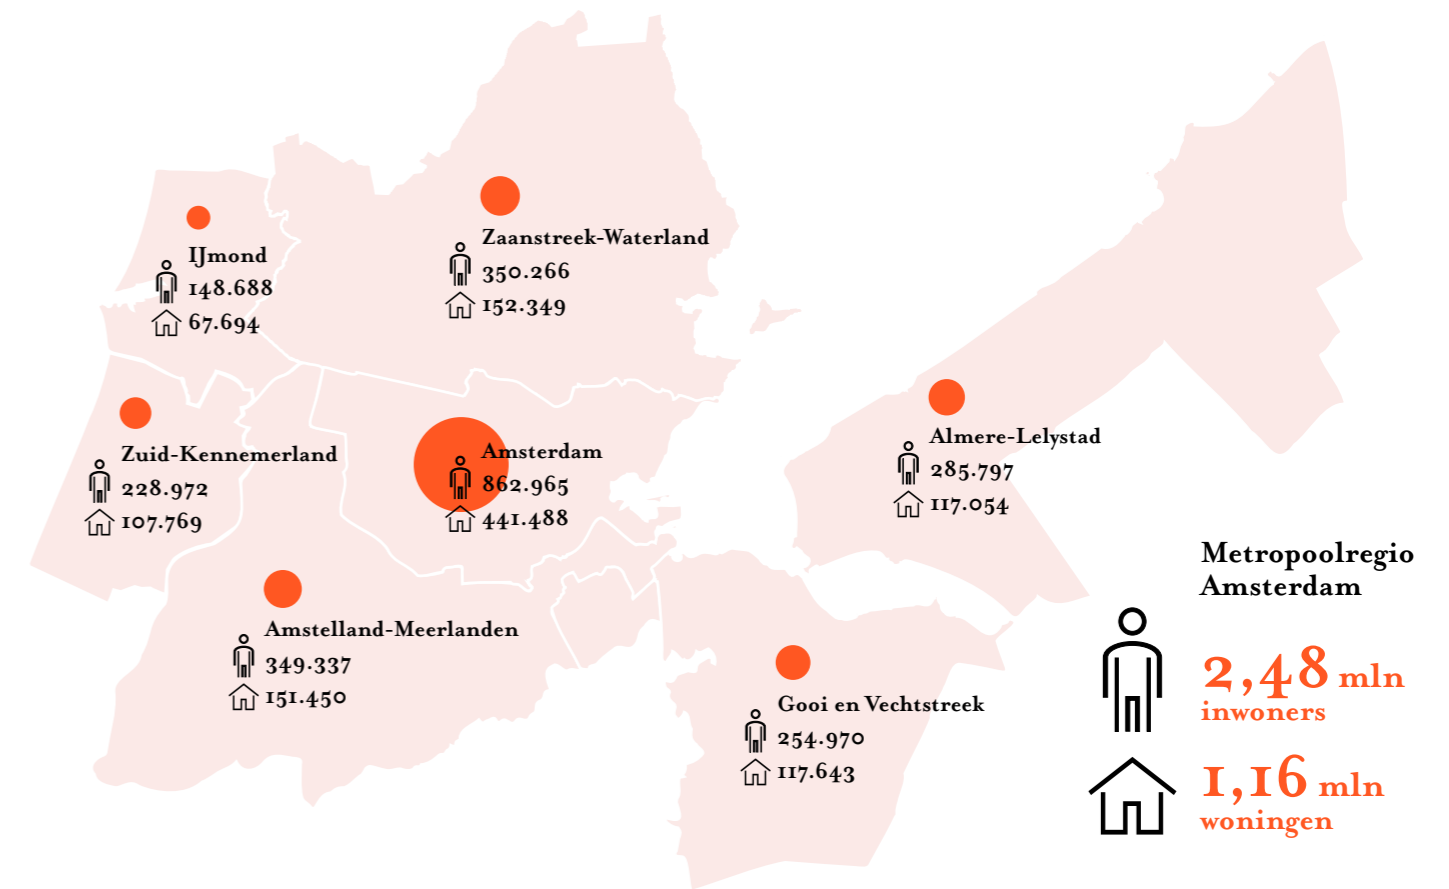 IJmond
148.688
67.694
Zaanstreek-Waterland
350.266
152.349
Zuid-Kennemerland
228.972
107.769
Amsterdam
862.965
441.488
Almere-Lelystad
285.797
117.054
Amstelland-Meerlanden
349.337
151.450
Gooi en Vechtstreek
254.970
117.643
Metropoolregio
Amsterdam
2,48 mln
inwoners
1,16 mln
woningen